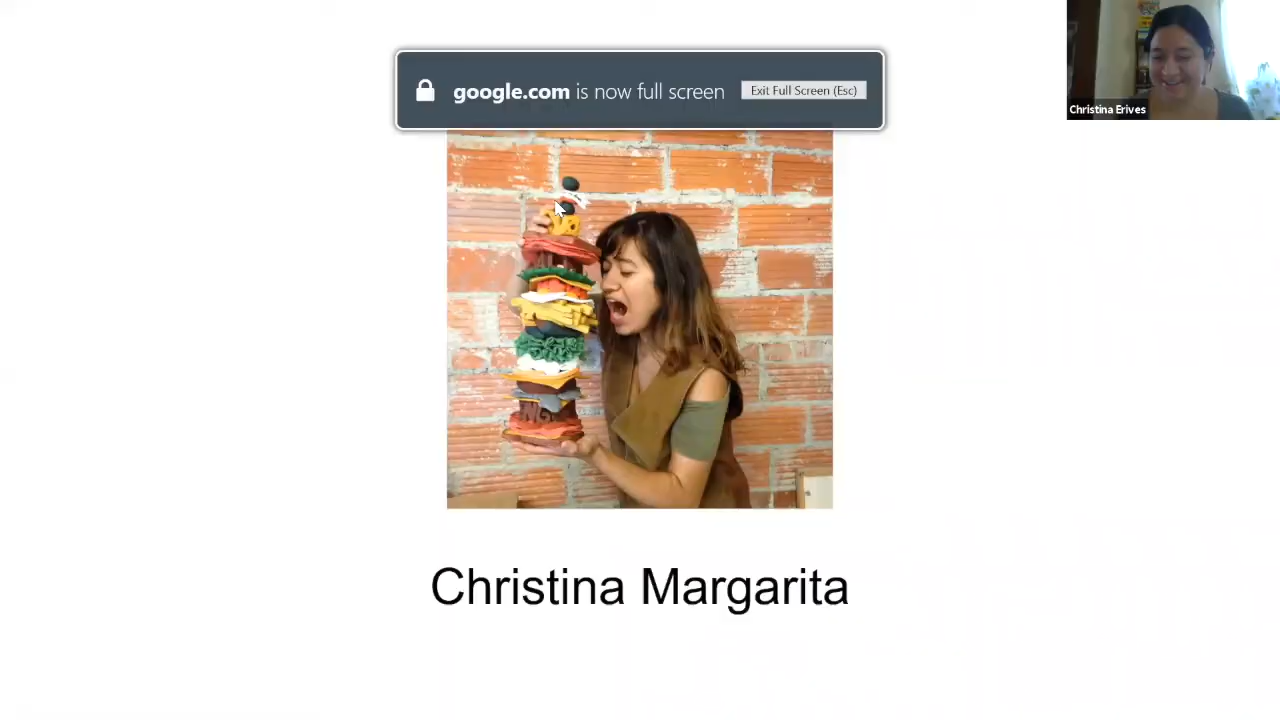 google.com is now full screen
Exit Full Screen (Esc)
Christina Erives
Christina Margarita